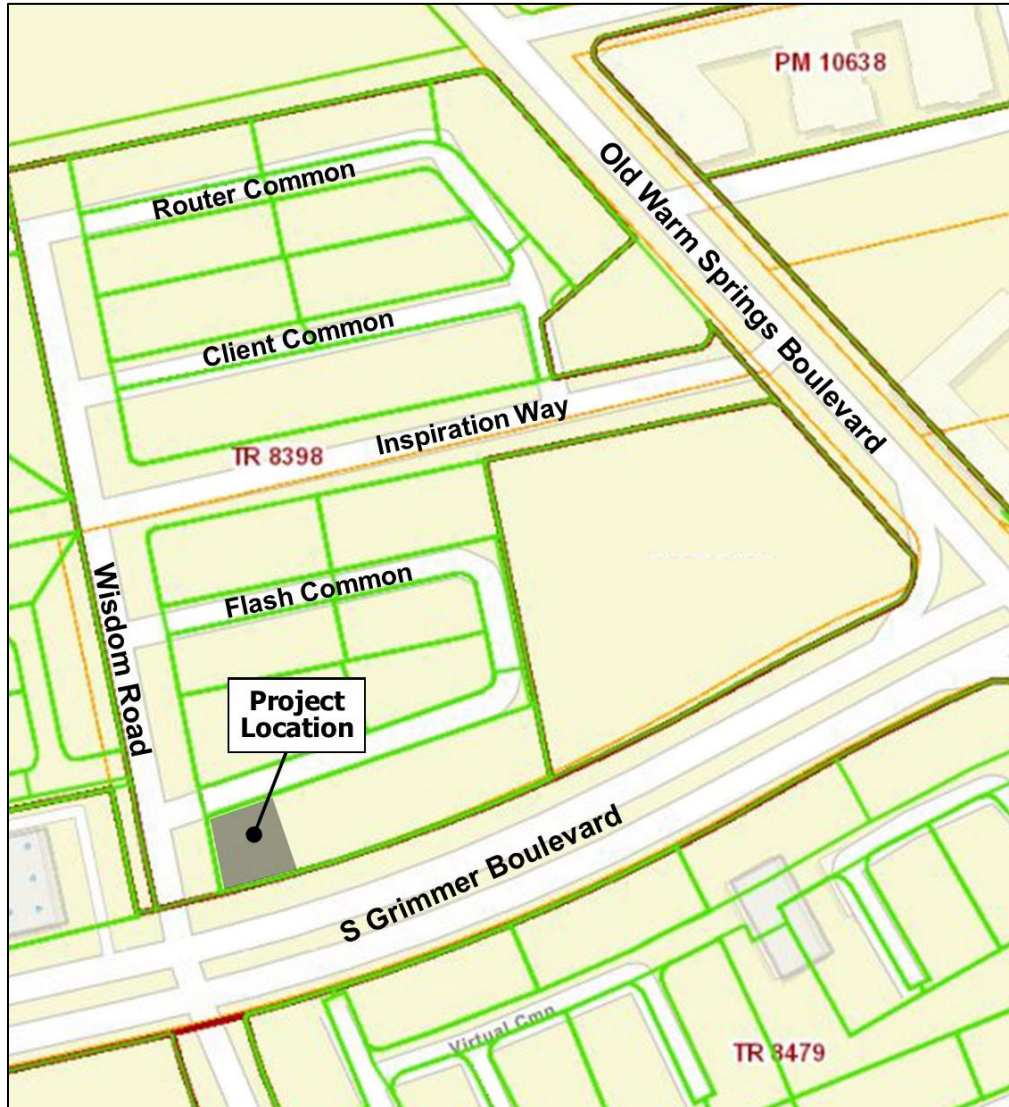 PM 10638
Old Warm Springs Boulevard
Router Common
Client Common
Inspiration Way
TR 8398
Flash Common
Wisdom Road
Project
Location
S Grimmer Boulevard
Virtual Cmn
TR 8479